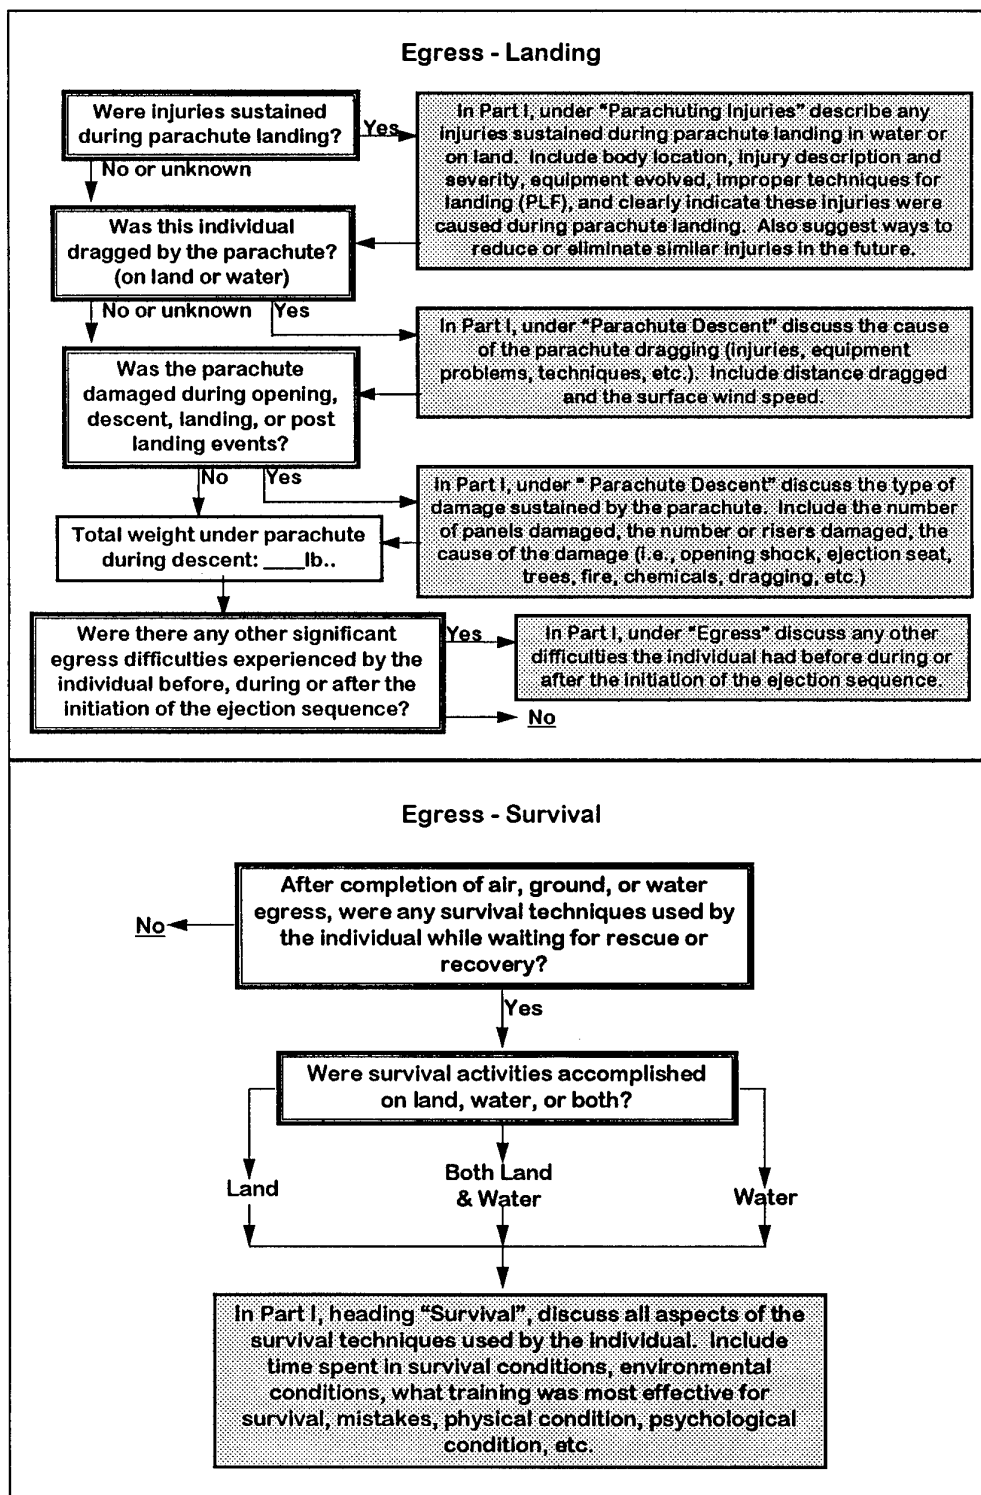 Egress - Landing
Were injuries sustained
during parachute landing?
Yes
In Part I, under "Parachuting Injuries" describe any
injuries sustained during parachute landing in water or
on land. Include body location, injury description and
severity, equipment evolved, improper techniques for
landing (PLF), and clearly indicate these injuries were
caused during parachute landing. Also suggest ways to
reduce or eliminate similar injuries in the future.
No or unknown
Was this individual
dragged by the parachute?
(on land or water)
No or unknown
Yes
In Part I, under "Parachute Descent" discuss the cause
of the parachute dragging (injuries, equipment
problems, techniques, etc.). Include distance dragged
and the surface wind speed.
Was the parachute
damaged during opening,
descent, landing, or post
landing events?
No
Yes
In Part I, under " Parachute Descent" discuss the type of
damage sustained by the parachute. Include the number
of panels damaged, the number or risers damaged, the
cause of the damage (i.e., opening shock, ejection seat,
trees, fire, chemicals, dragging, etc.)
Total weight under parachute
during descent: ____lb..
Were there any other significant
egress difficulties experienced by the
individual before, during or after the
initiation of the ejection sequence?
Yes
In Part I, under "Egress" discuss any other
difficulties the individual had before during or
after the initiation of the ejection sequence.
No
Egress - Survival
After completion of air, ground, or water
egress, were any survival techniques used by
the individual while waiting for rescue or
recovery?
No
Yes
Were survival activities accomplished
on land, water, or both?
Land
Both Land
& Water
Water
In Part I, heading "Survival", discuss all aspects of the
survival techniques used by the individual. Include
time spent in survival conditions, environmental
conditions, what training was most effective for
survival, mistakes, physical condition, psychological
condition, etc.